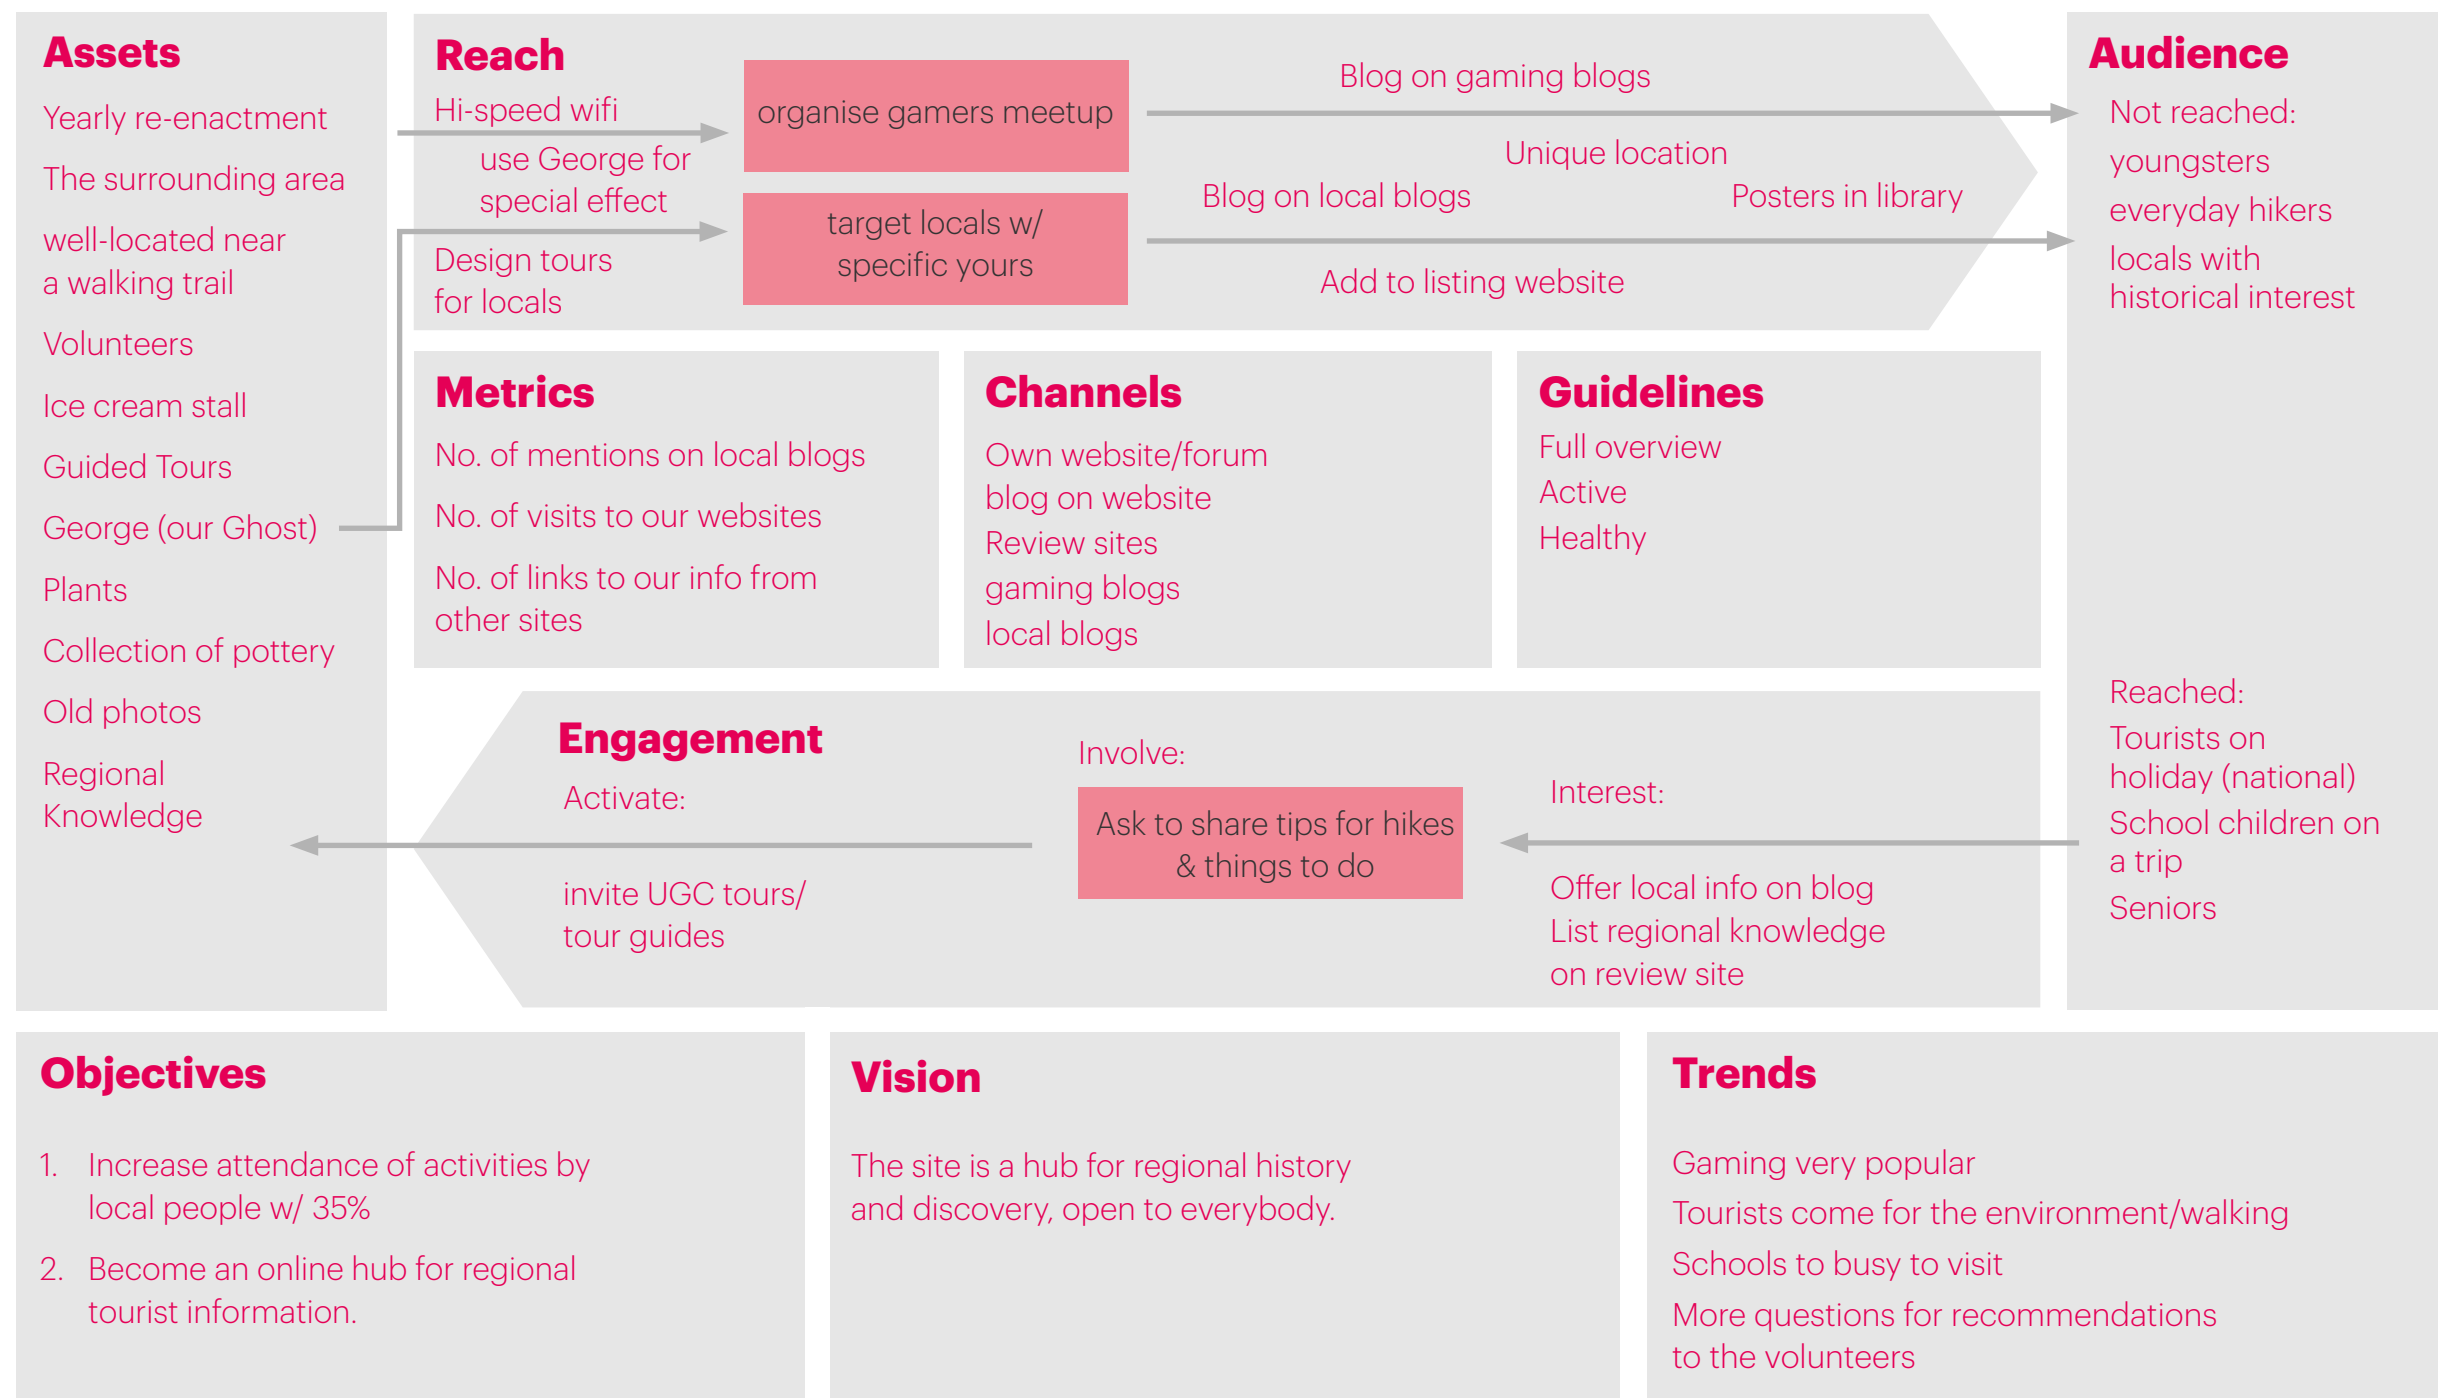 Assets
Yearly re-enactment
The surrounding area
well-located near
a walking trail
Volunteers
Ice cream stall
Guided Tours
George (our Ghost)
Plants
Collection of pottery
Old photos
Regional
Knowledge
Reach
Hi-speed wifi
use George for
special effect
Design tours
for locals
organise gamers meetup
target locals w/
specific yours
Blog on gaming blogs
Unique location
Blog on local blogs
Posters in library
Add to listing website
Audience
Not reached:
youngsters
everyday hikers
locals with
historical interest
Reached:
Tourists on
holiday (national)
School children on
a trip
Seniors
Metrics
No. of mentions on local blogs
No. of visits to our websites
No. of links to our info from
other sites
Channels
Own website/forum
blog on website
Review sites
gaming blogs
local blogs
Guidelines
Full overview
Active
Healthy
Engagement
Activate:
invite UGC tours/
tour guides
Involve:
Ask to share tips for hikes
& things to do
Interest:
Offer local info on blog
List regional knowledge
on review site
Objectives
1. Increase attendance of activities by
local people w/ 35%
2. Become an online hub for regional
tourist information.
Vision
The site is a hub for regional history
and discovery, open to everybody.
Trends
Gaming very popular
Tourists come for the environment/walking
Schools to busy to visit
More questions for recommendations
to the volunteers